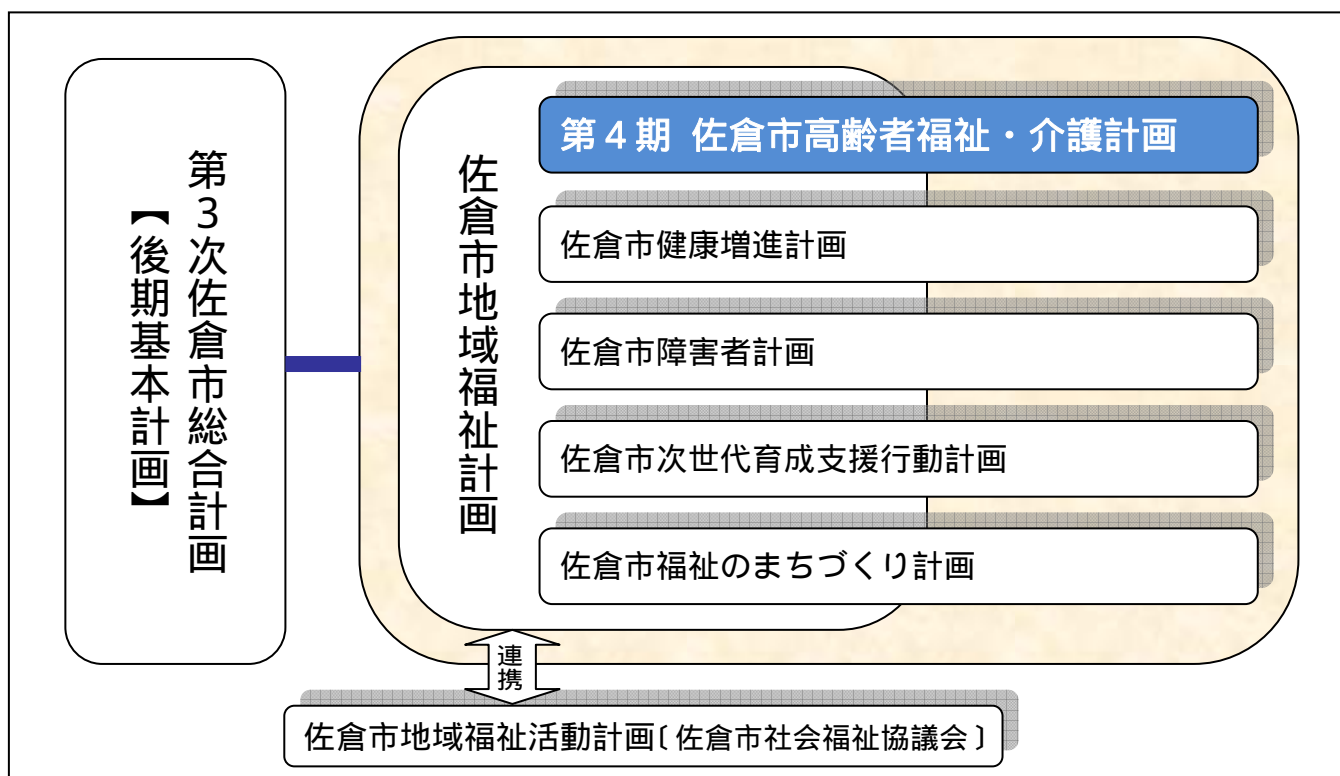 第３次佐倉市総合計画
【後期基本計画】
佐倉市地域福祉計画
第４期 佐倉市高齢者福祉・介護計画
佐倉市健康増進計画
佐倉市障害者計画
佐倉市次世代育成支援行動計画
佐倉市福祉のまちづくり計画
連携
佐倉市地域福祉活動計画〔佐倉市社会福祉協議会〕